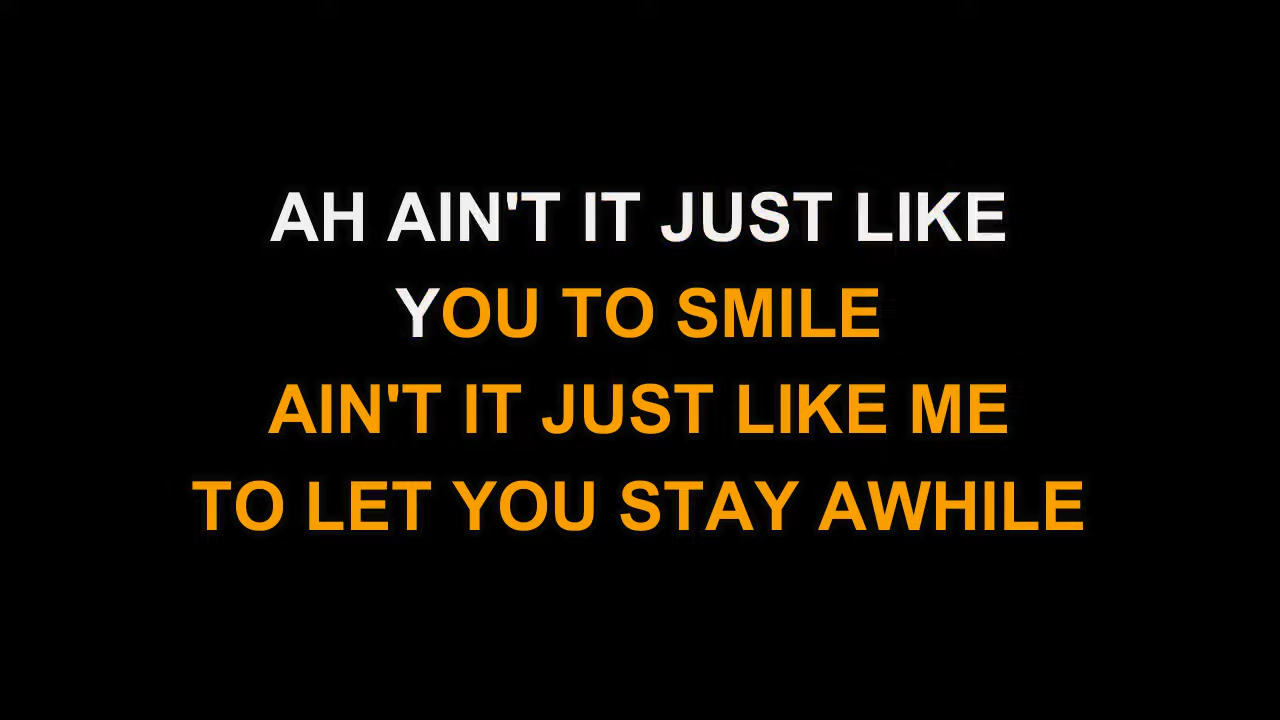 AH AIN'T IT JUST LIKE
YOU TO SMILE
AIN'T IT JUST LIKE ME
TO LET YOU STAY AWHILE